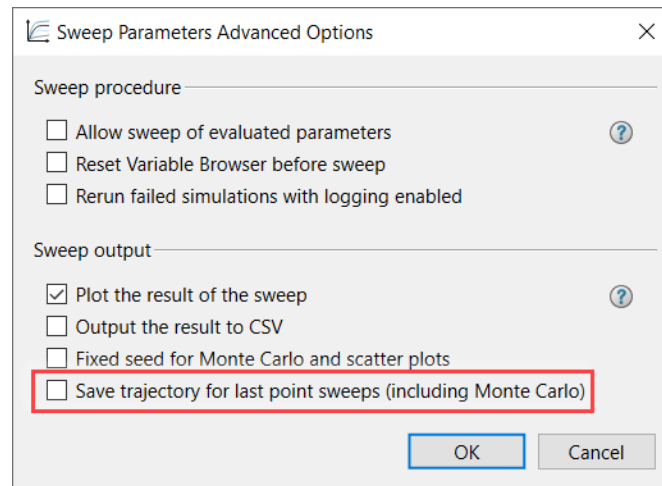 Sweep Parameters Advanced Options
Sweep procedure
Allow sweep of evaluated parameters
?
Reset Variable Browser before sweep
Rerun failed simulations with logging enabled
Sweep output
Plot the result of the sweep
?
Output the result to CSV
Fixed seed for Monte Carlo and scatter plots
Save trajectory for last point sweeps (including Monte Carlo)
OK Cancel